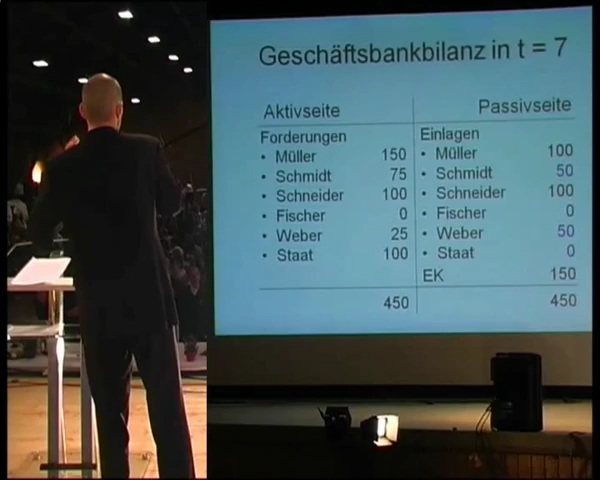 Geschäftsbankbilanz in t = 7
Aktivseite Passivseite
Forderungen Einlagen
• Müller 150 • Müller 100
• Schmidt 75 • Schmidt 50
• Schneider 100 • Schneider 100
• Fischer 0 • Fischer 0
• Weber 25 • Weber 50
• Staat 100 • Staat 0
EK 150
450 450